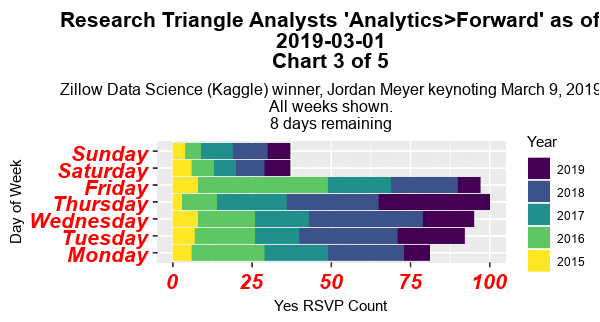 Research Triangle Analysts 'Analytics>Forward' as of
2019-03-01
Chart 3 of 5
Zillow Data Science (Kaggle) winner, Jordan Meyer keynoting March 9, 2019
All weeks shown.
8 days remaining
Day of Week
Sunday
Saturday
Friday
Thursday
Wednesday
Tuesday
Monday
0 25 50 75 100
Yes RSVP Count
Year
2019
2018
2017
2016
2015